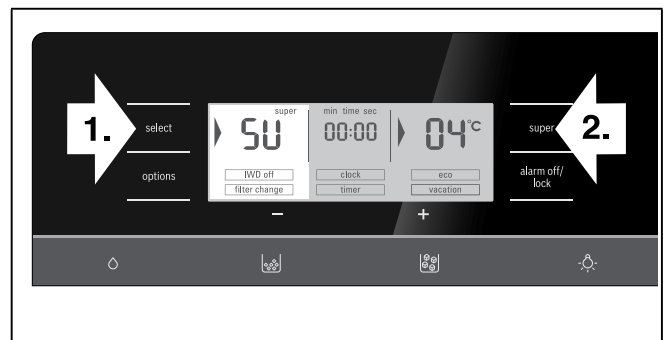 1.
select
options
super
SU
IWD off
filter change
min time sec
00:00
clock
timer
04°C
eco
vacation
super
2.
alarm off/
lock
−
+